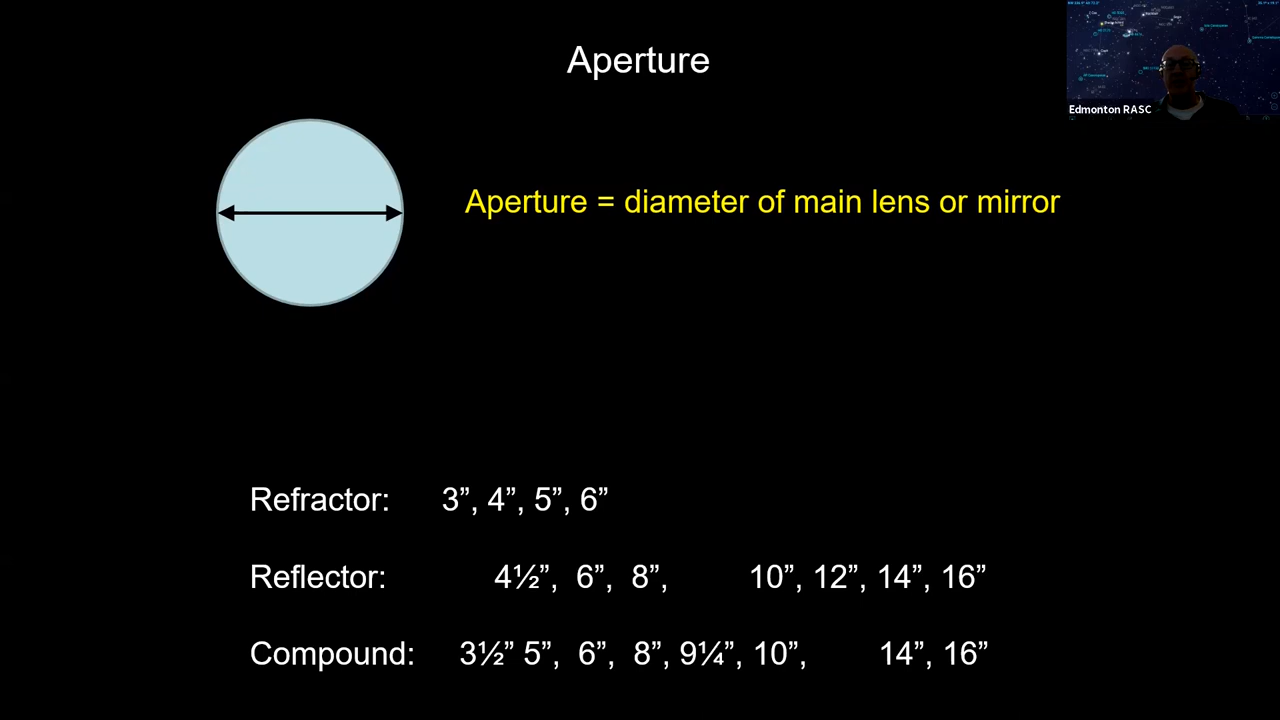 Aperture
Edmonton RASC
Aperture = diameter of main lens or mirror
Refractor: 3”, 4”, 5”, 6”
Reflector: 4½”, 6”, 8”, 10”, 12”, 14”, 16”
Compound: 3½” 5”, 6”, 8”, 9¼”, 10”, 14”, 16”